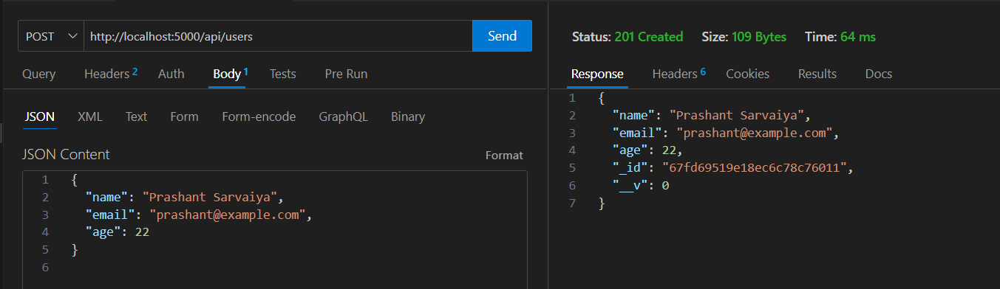 POST http://localhost:5000/api/users Send
Query Headers 2 Auth Body 1 Tests Pre Run
JSON XML Text Form Form-encode GraphQL Binary
JSON Content Format
1 {
2 "name": "Prashant Sarvaiya",
3 "email": "prashant@example.com",
4 "age": 22
5 }
6
Status: 201 Created Size: 109 Bytes Time: 64 ms
Response Headers 6 Cookies Results Docs
1 {
2 "name": "Prashant Sarvaiya",
3 "email": "prashant@example.com",
4 "age": 22,
5 "_id": "67fd69519e18ec6c78c76011",
6 "__v": 0
7 }